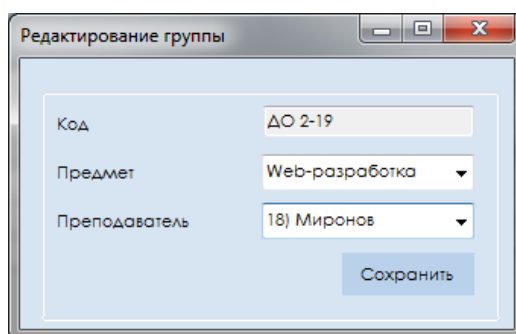 Редактирование группы
Код ДО 2-19
Предмет Web-разработка
Преподаватель 18) Миронов
Сохранить